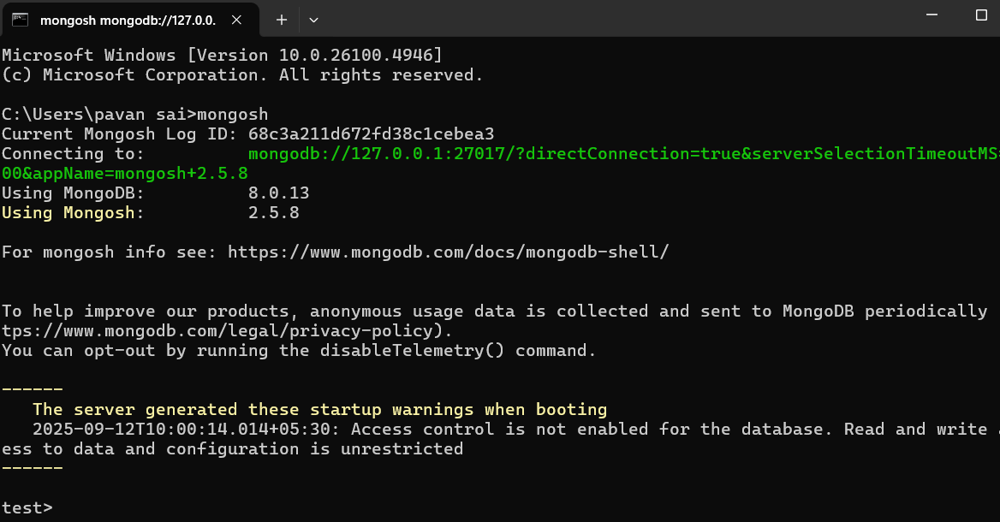 mongosh mongodb://127.0.0.
Microsoft Windows [Version 10.0.26100.4946]
(c) Microsoft Corporation. All rights reserved.
C:\Users\pavan sai>mongosh
Current Mongosh Log ID: 68c3a211d672fd38c1cebea3
Connecting to: mongodb://127.0.0.1:27017/?directConnection=true&serverSelectionTimeoutMS=
00&appName=mongosh+2.5.8
Using MongoDB: 8.0.13
Using Mongosh: 2.5.8
For mongosh info see: https://www.mongodb.com/docs/mongodb-shell/
To help improve our products, anonymous usage data is collected and sent to MongoDB periodically
tps://www.mongodb.com/legal/privacy-policy).
You can opt-out by running the disableTelemetry() command.
------
The server generated these startup warnings when booting
2025-09-12T10:00:14.014+05:30: Access control is not enabled for the database. Read and write
ess to data and configuration is unrestricted
------
test>